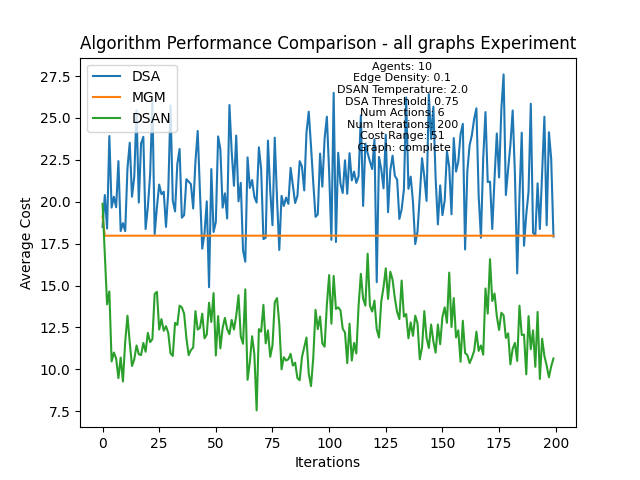 Algorithm Performance Comparison - all graphs Experiment
DSA
MGM
DSAN
Agents: 10
Edge Density: 0.1
DSAN Temperature: 2.0
DSA Threshold: 0.75
Num Actions: 6
Num Iterations: 200
Cost Range: 51
Graph: complete
Average Cost
27.5
25.0
22.5
20.0
17.5
15.0
12.5
10.0
7.5
0 25 50 75 100 125 150 175 200
Iterations